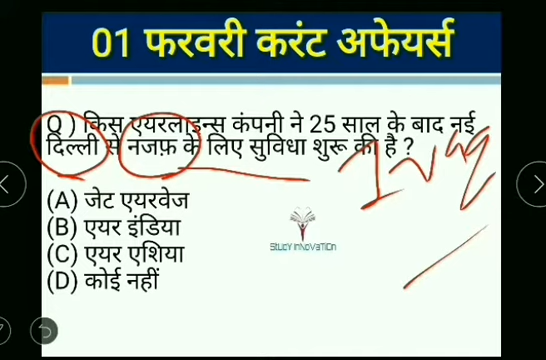 01 फरवरी करंट अफेयर्स
Q ) किस एयरलाइन्स कंपनी ने 25 साल के बाद नई
दिल्ली से नजफ़ के लिए सुविधा शुरू की है ?
(A) जेट एयरवेज
(B) एयर इंडिया
(C) एयर एशिया
(D) कोई नहीं
STUDY INNOVATION